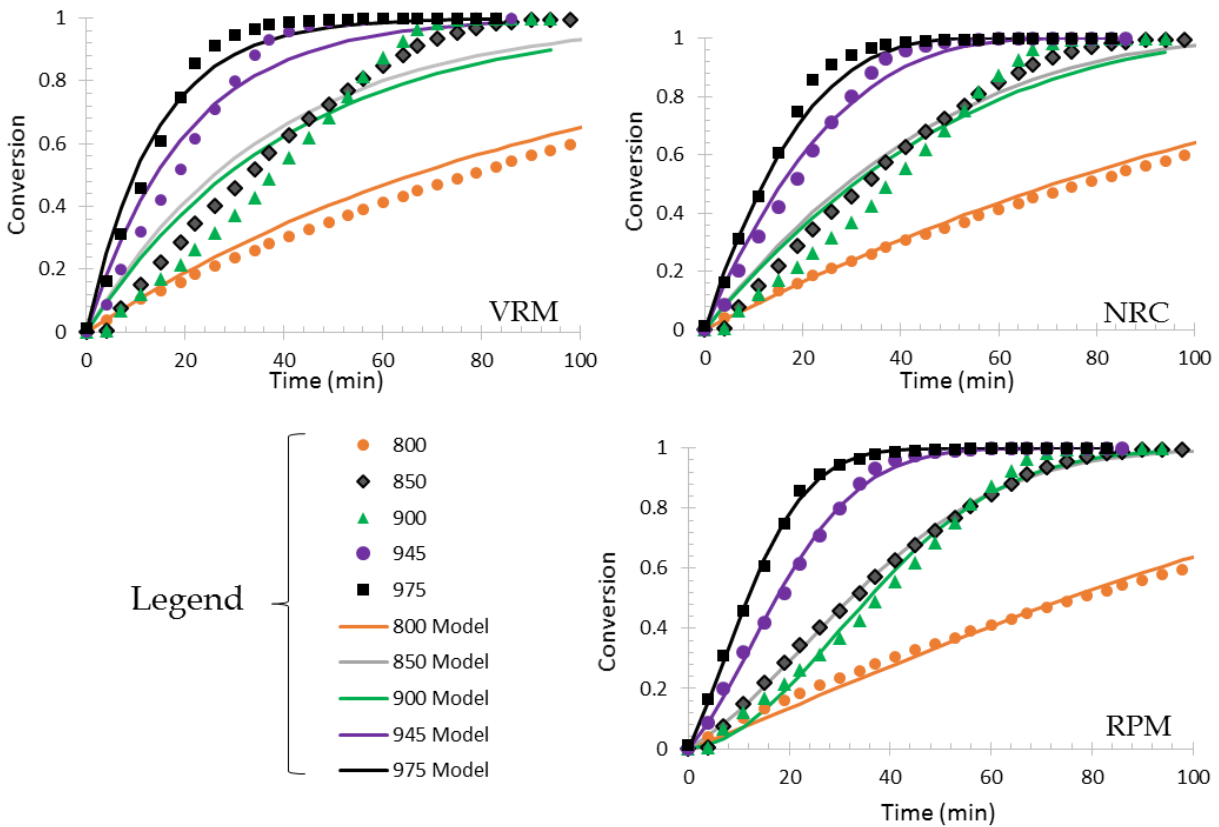 1
0.8
0.6
0.4
0.2
0
Conversion
0 20 40 60 80 100
Time (min)
VRM
1
0.8
0.6
0.4
0.2
0
Conversion
0 20 40 60 80 100
Time (min)
NRC
Legend
800
850
900
945
975
800 Model
850 Model
900 Model
945 Model
975 Model
1
0.8
0.6
0.4
0.2
0
Conversion
0 20 40 60 80 100
Time (min)
RPM